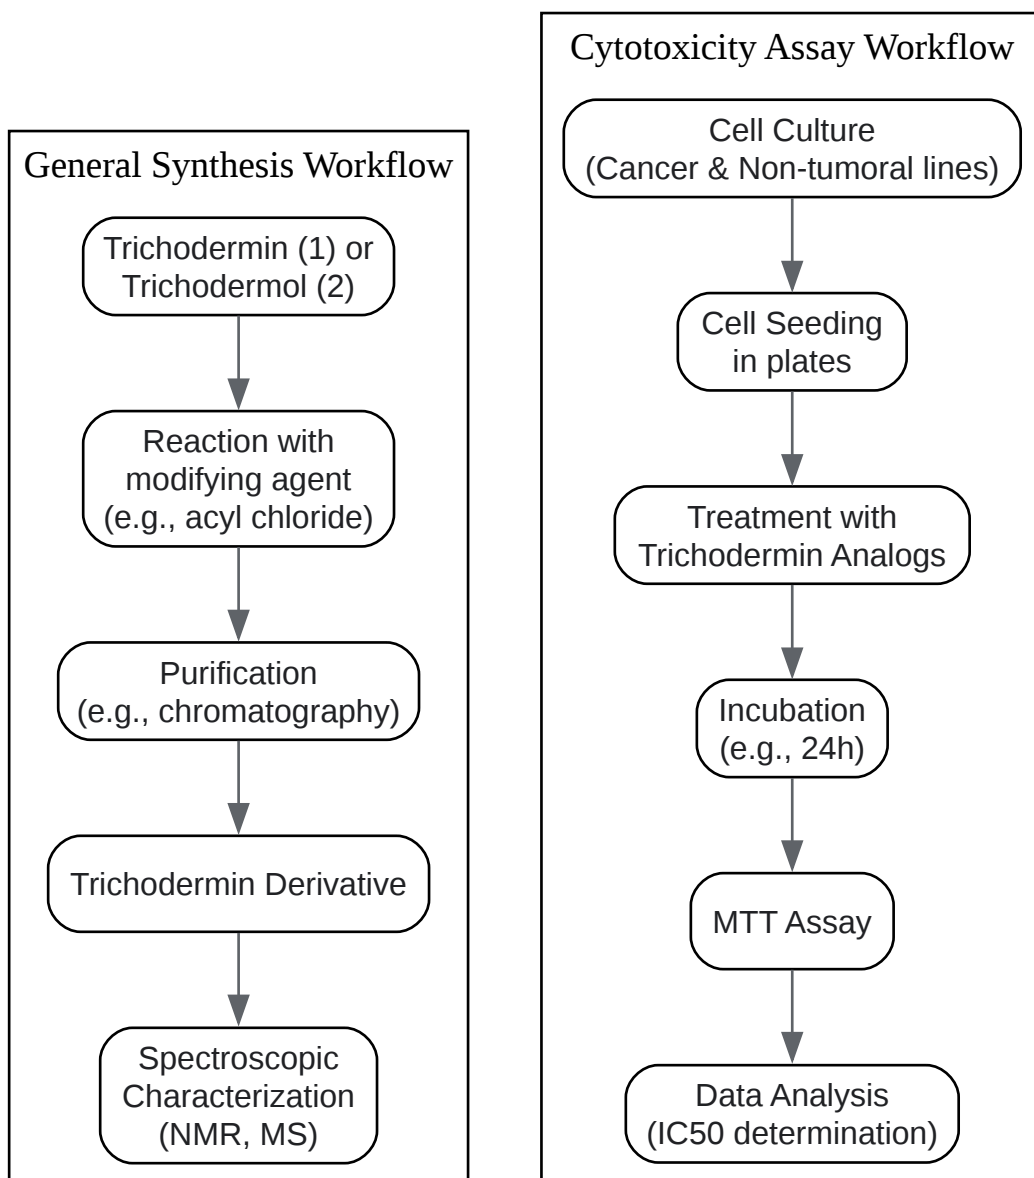 General Synthesis Workflow
Trichodermin (1) or
Trichodermol (2)
Reaction with
modifying agent
(e.g., acyl chloride)
Purification
(e.g., chromatography)
Trichodermin Derivative
Spectroscopic
Characterization
(NMR, MS)
Cytotoxicity Assay Workflow
Cell Culture
(Cancer & Non-tumoral lines)
Cell Seeding
in plates
Treatment with
Trichodermin Analogs
Incubation
(e.g., 24h)
MTT Assay
Data Analysis
(IC50 determination)